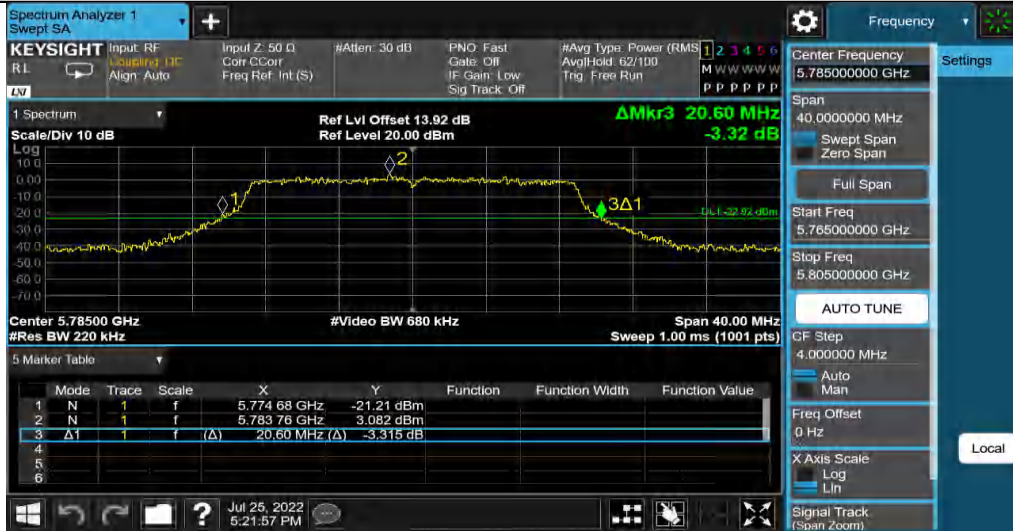 Spectrum Analyzer 1
Swept SA
Frequency
KEYSIGHT
RL
LXI
Input: RF
Coupling: DC
Align: Auto
Input Z: 50 Ω
Corr CCorr
Freq Ref: Int (S)
#Atten: 30 dB
PNO: Fast
Gate: Off
IF Gain: Low
Sig Track: Off
#Avg Type: Power (RMS
AvgHold: 62/100
Trig: Free Run
1 2 3 4 5 6
M W W W W W
P P P P P P
1 Spectrum
Scale/Div 10 dB
Ref Lvl Offset 13.92 dB
Ref Level 20.00 dBm
ΔMkr3 20.60 MHz
-3.32 dB
Log
10.0
0.00
-10.0
-20.0
-30.0
-40.0
-50.0
-60.0
-70.0
1
2
3Δ1
DL1 -22.92 dBm
Center 5.78500 GHz
#Res BW 220 kHz
#Video BW 680 kHz
Span 40.00 MHz
Sweep 1.00 ms (1001 pts)
5 Marker Table
Mode Trace Scale X Y Function Function Width Function Value
1 N 1 f 5.774 68 GHz -21.21 dBm
2 N 1 f 5.783 76 GHz 3.082 dBm
3 Δ1 1 f (Δ) 20.60 MHz (Δ) -3.315 dB
4
5
6
?
Jul 25, 2022
5:21:57 PM
Center Frequency
5.785000000 GHz
Span
40.0000000 MHz
Swept Span
Zero Span
Full Span
Start Freq
5.765000000 GHz
Stop Freq
5.805000000 GHz
AUTO TUNE
CF Step
4.000000 MHz
Auto
Man
Freq Offset
0 Hz
X Axis Scale
Log
Lin
Signal Track
(Span Zoom)
Settings
Local